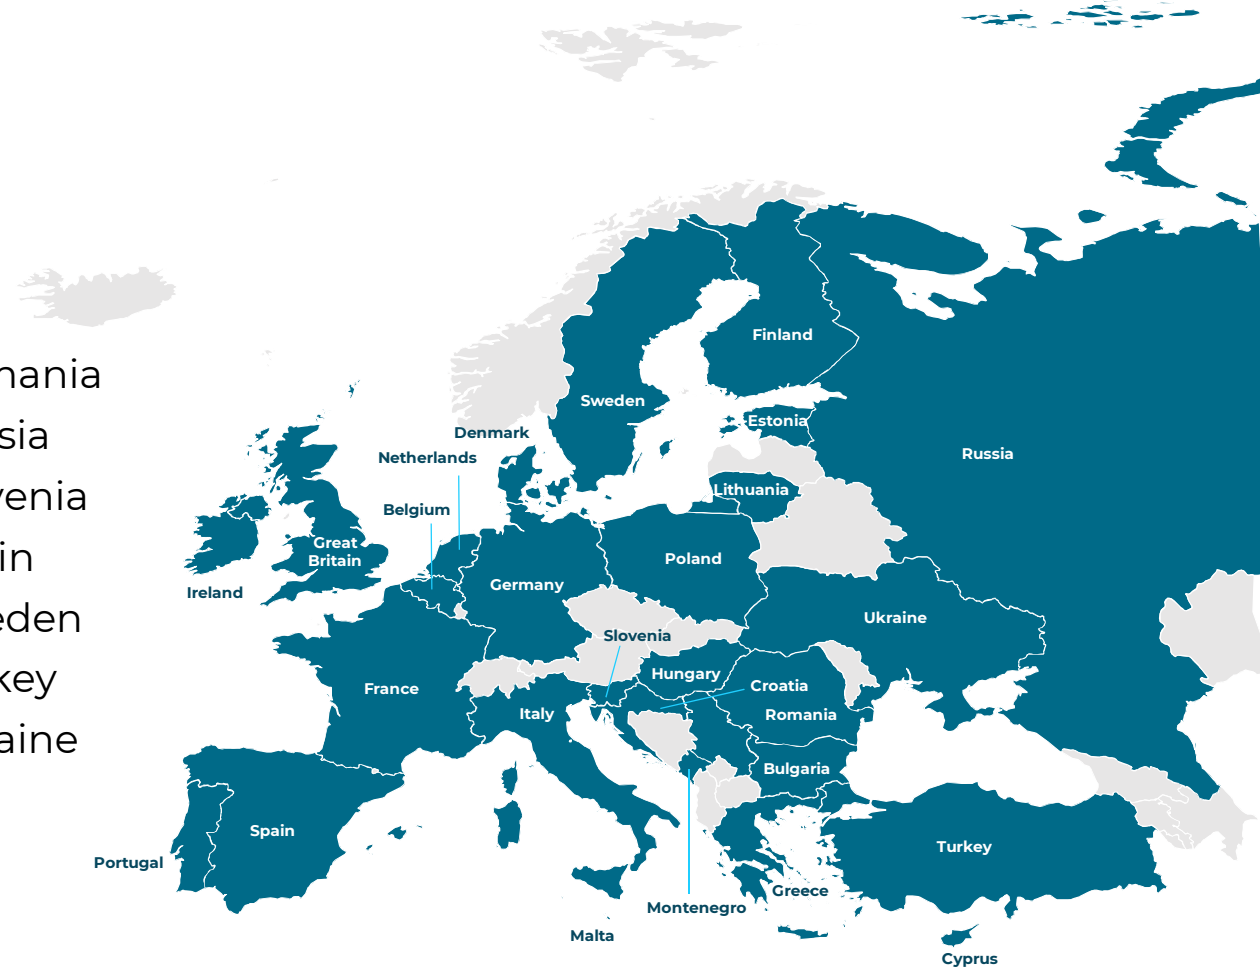 nania
sia
venia
in
eden
key
aine
Finland
Sweden
Estonia
Denmark
Netherlands
Russia
Lithuania
Belgium
Great
Britain
Poland
Ireland
Germany
Ukraine
Slovenia
Hungary
France
Croatia
Italy
Romania
Bulgaria
Spain
Turkey
Portugal
Greece
Montenegro
Malta
Cyprus